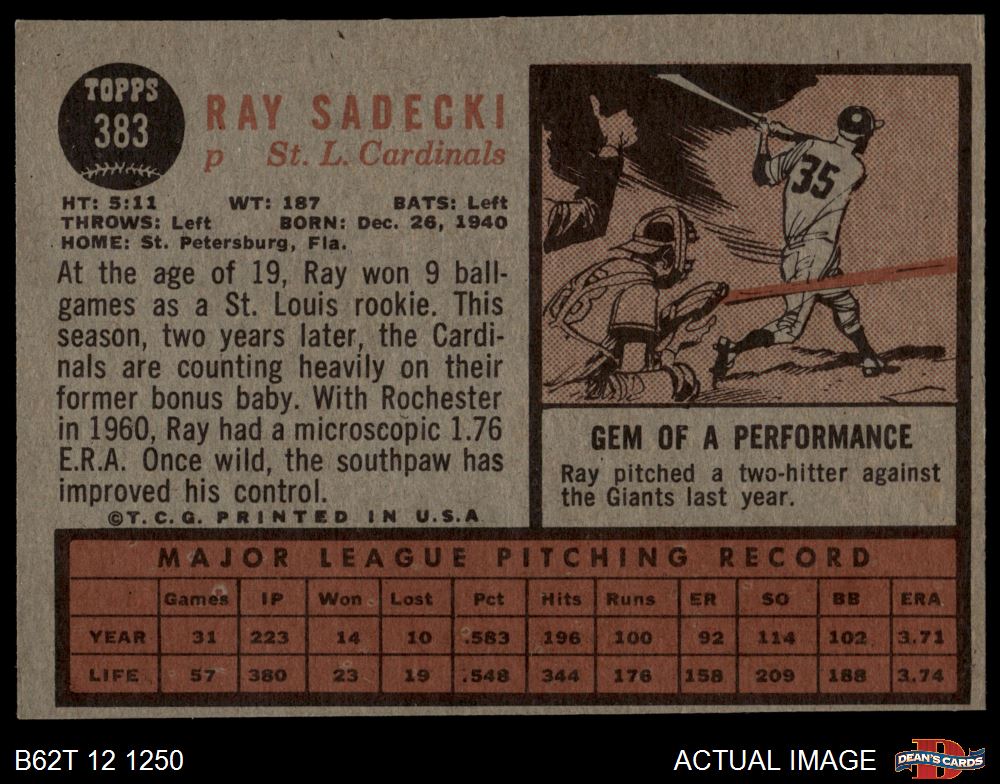 TOPPS
383
RAY SADECKI
p St. L. Cardinals
HT: 5:11 WT: 187 BATS: Left
THROWS: Left BORN: Dec. 26, 1940
HOME: St. Petersburg, Fla.
At the age of 19, Ray won 9 ball-
games as a St. Louis rookie. This
season, two years later, the Cardi-
nals are counting heavily on their
former bonus baby. With Rochester
in 1960, Ray had a microscopic 1.76
E.R.A. Once wild, the southpaw has
improved his control.
©T.C.G. PRINTED IN U.S.A
35
GEM OF A PERFORMANCE
Ray pitched a two-hitter against
the Giants last year.
MAJOR LEAGUE PITCHING RECORD
Games IP Won Lost Pct Hits Runs ER SO BB ERA
YEAR 31 223 14 10 .583 196 100 92 114 102 3.71
LIFE 57 380 23 19 .548 344 176 158 209 188 3.74
B62T 12 1250
ACTUAL IMAGE
DEAN'S CARDS